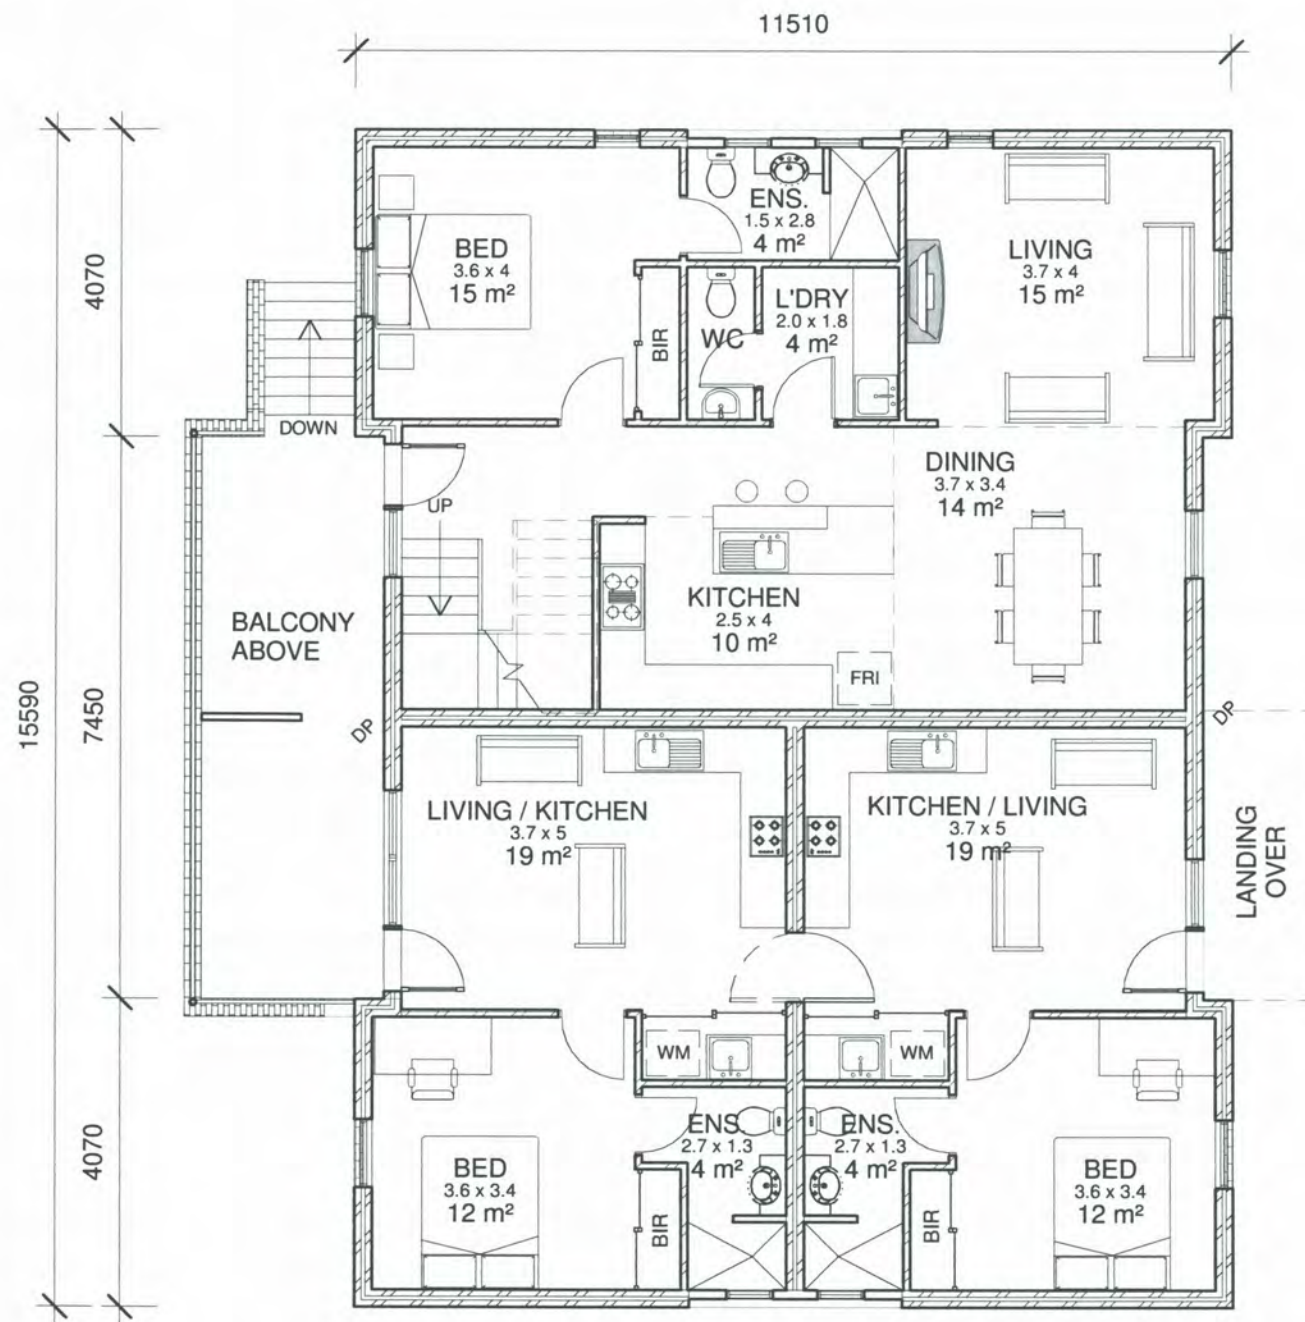 11510
4070
15590
7450
4070
BED
3.6 x 4
15 m²
ENS.
1.5 x 2.8
4 m²
LIVING
3.7 x 4
15 m²
BIR
WC
L'DRY
2.0 x 1.8
4 m²
DOWN
UP
DINING
3.7 x 3.4
14 m²
KITCHEN
2.5 x 4
10 m²
FRI
BALCONY
ABOVE
DP
DP
LIVING / KITCHEN
3.7 x 5
19 m²
KITCHEN / LIVING
3.7 x 5
19 m²
LANDING
OVER
WM
WM
ENS
2.7 x 1.3
4 m²
ENS.
2.7 x 1.3
4 m²
BED
3.6 x 3.4
12 m²
BIR
BIR
BED
3.6 x 3.4
12 m²